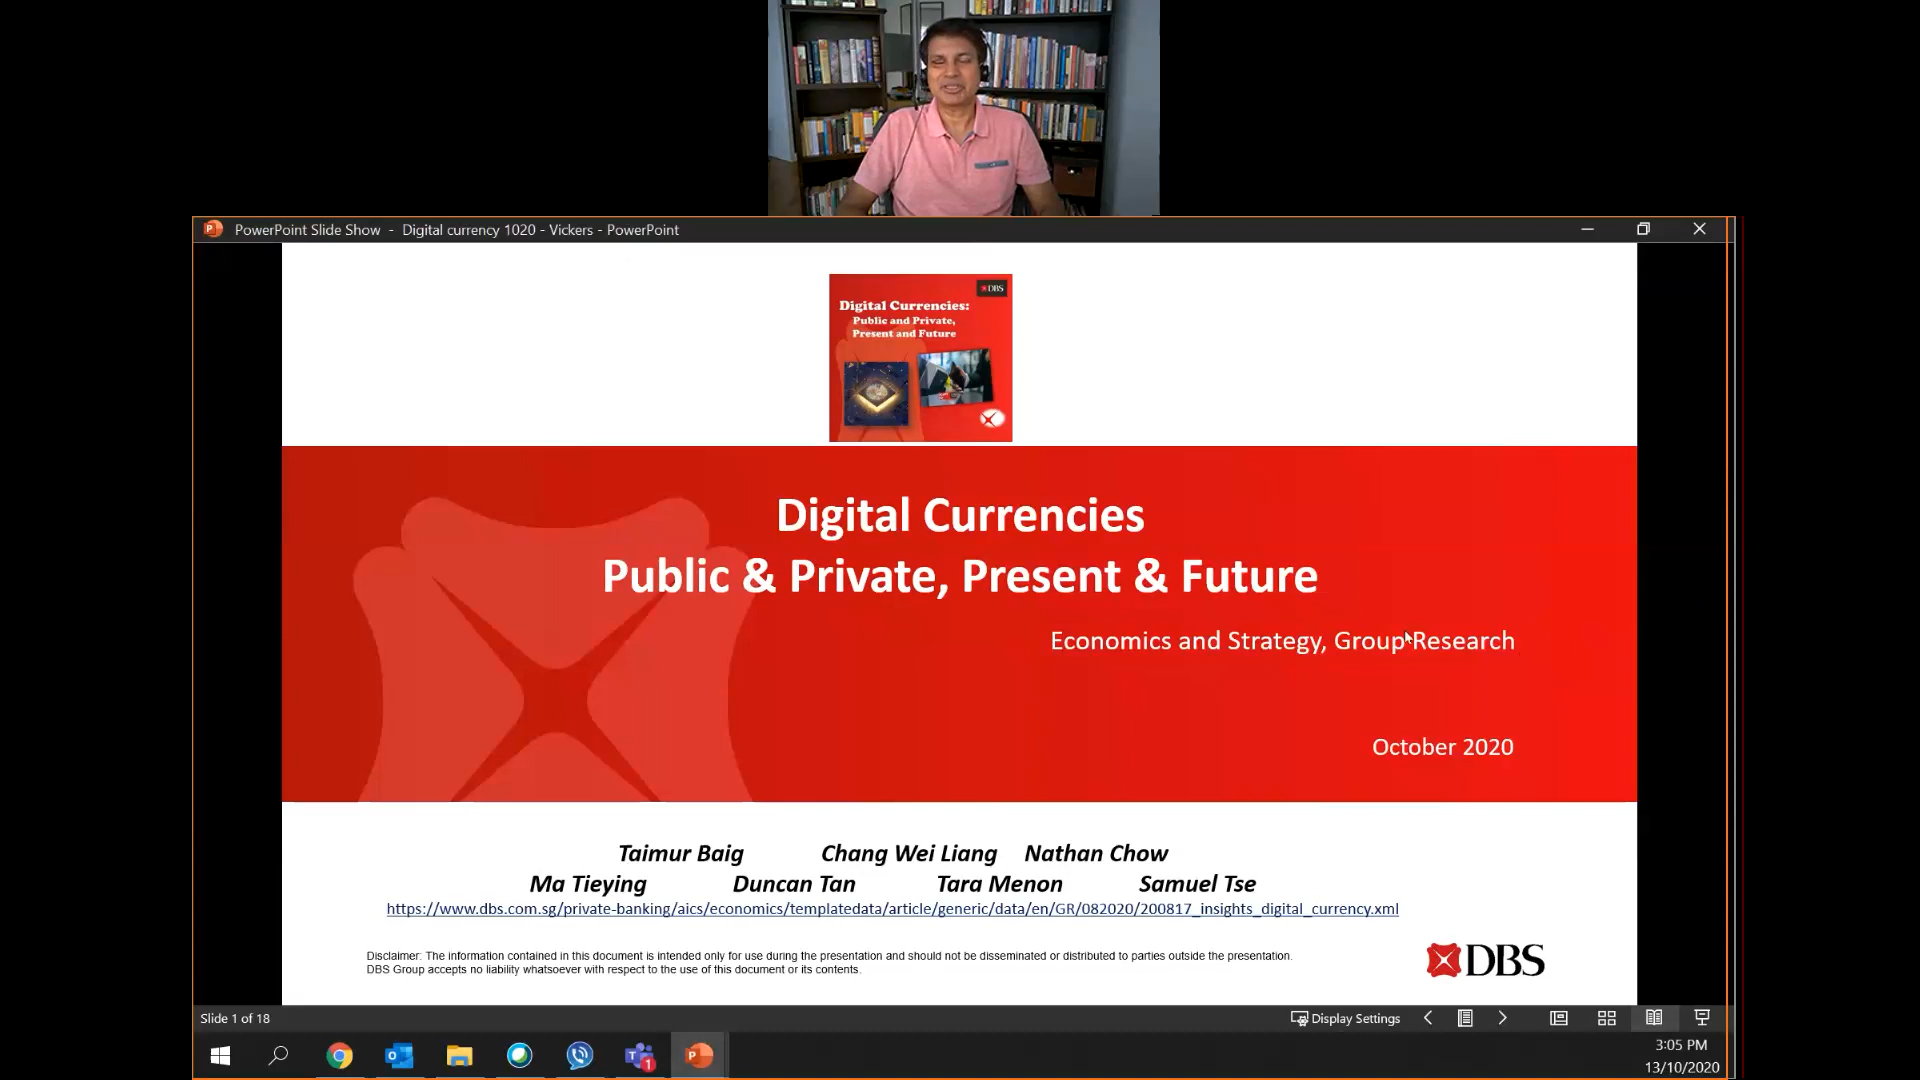 PowerPoint Slide Show - Digital currency 1020 - Vickers - PowerPoint
DBS
Digital Currencies:
Public and Private,
Present and Future
Digital Currencies
Public & Private, Present & Future
Economics and Strategy, Group Research
October 2020
Taimur Baig Chang Wei Liang Nathan Chow
Ma Tieying Duncan Tan Tara Menon Samuel Tse
https://www.dbs.com.sg/private-banking/aics/economics/templatedata/article/generic/data/en/GR/082020/200817_insights_digital_currency.xml
Disclaimer: The information contained in this document is intended only for use during the presentation and should not be disseminated or distributed to parties outside the presentation.
DBS Group accepts no liability whatsoever with respect to the use of this document or its contents.
DBS
Slide 1 of 18
Display Settings
1
3:05 PM
13/10/2020